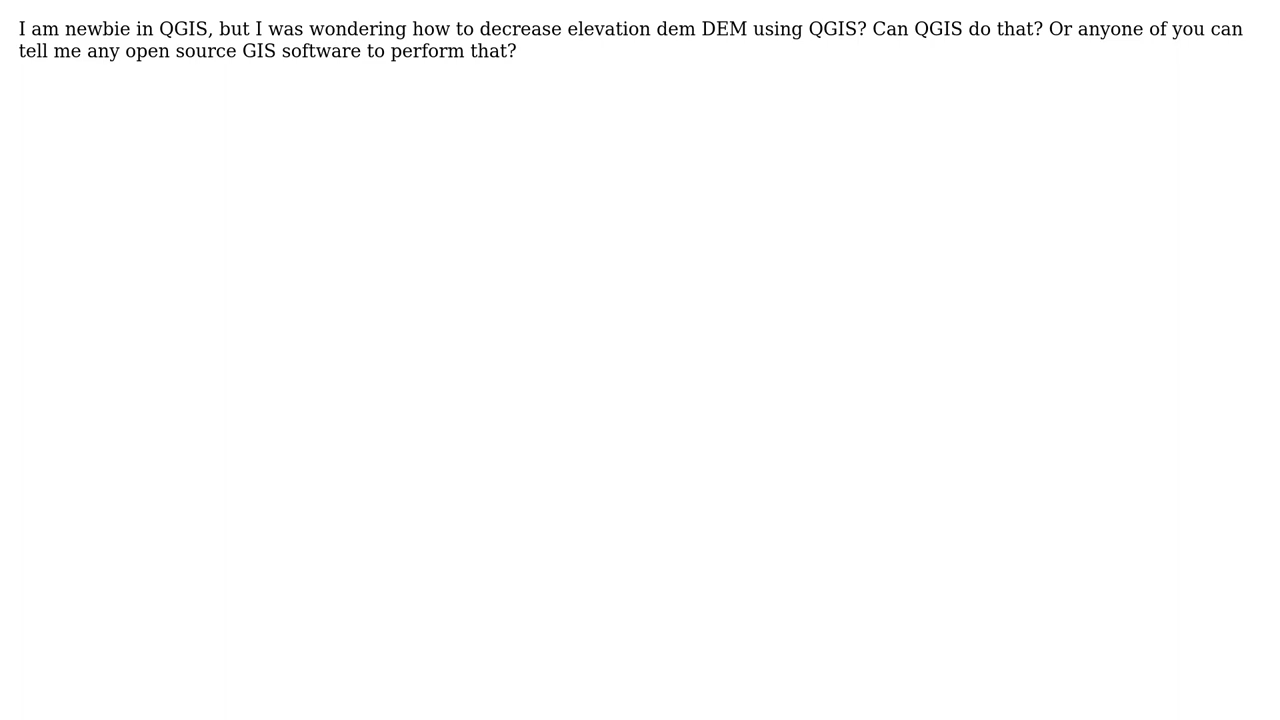 I am newbie in QGIS, but I was wondering how to decrease elevation dem DEM using QGIS? Can QGIS do that? Or anyone of you can
tell me any open source GIS software to perform that?